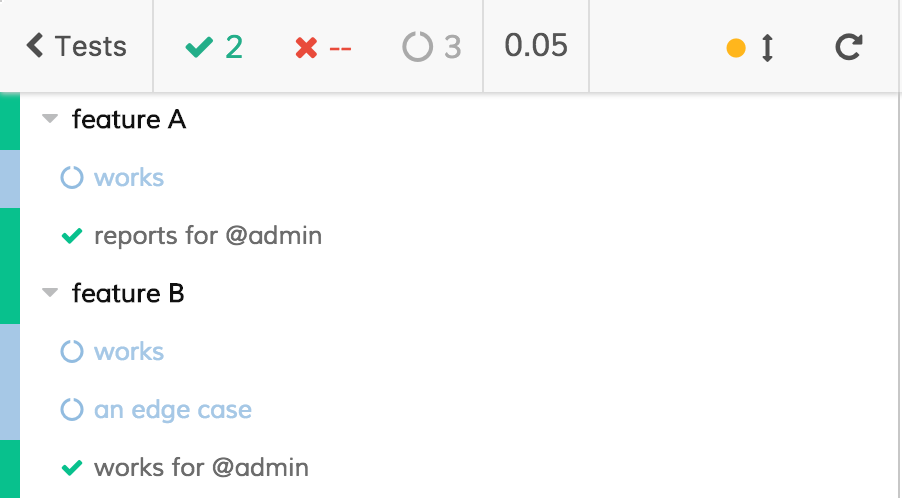 Tests 2 -- 3 0.05
feature A
works
reports for @admin
feature B
works
an edge case
works for @admin